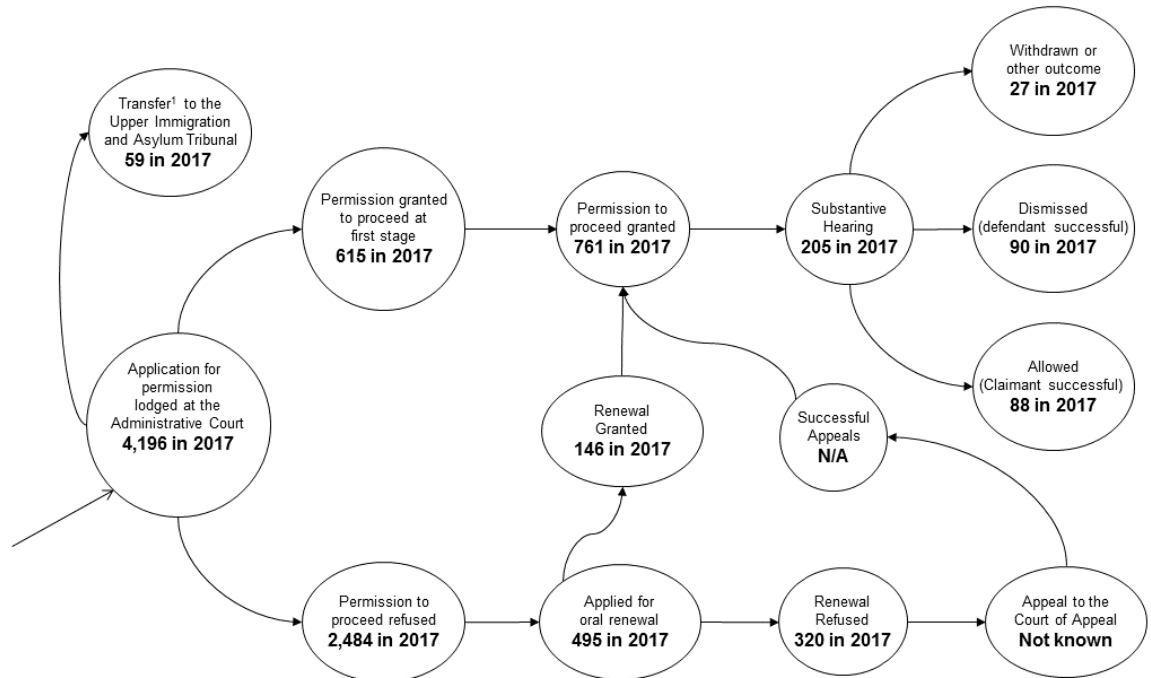 Transfer¹ to the
Upper Immigration
and Asylum Tribunal
59 in 2017
Application for
permission
lodged at the
Administrative Court
4,196 in 2017
Permission granted
to proceed at
first stage
615 in 2017
Permission to
proceed granted
761 in 2017
Substantive
Hearing
205 in 2017
Withdrawn or
other outcome
27 in 2017
Dismissed
(defendant successful)
90 in 2017
Allowed
(Claimant successful)
88 in 2017
Renewal
Granted
146 in 2017
Successful
Appeals
N/A
Permission to
proceed refused
2,484 in 2017
Applied for
oral renewal
495 in 2017
Renewal
Refused
320 in 2017
Appeal to the
Court of Appeal
Not known